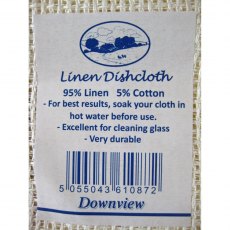 Linen Dishcloth
95% Linen 5% Cotton
- For best results, soak your cloth in
hot water before use.
- Excellent for cleaning glass
- Very durable
5 055043 610872
Downview